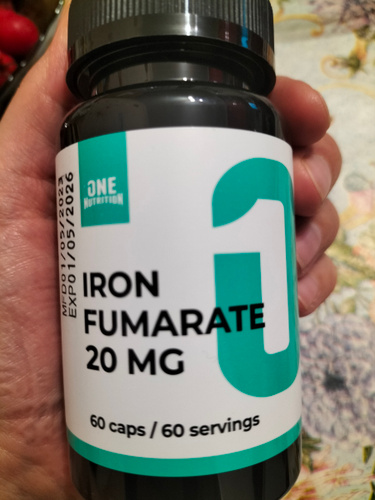 ONE
NUTRITION
MFD01/05/2023
EXP01/05/2026
IRON
FUMARATE
20 MG
60 caps / 60 servings